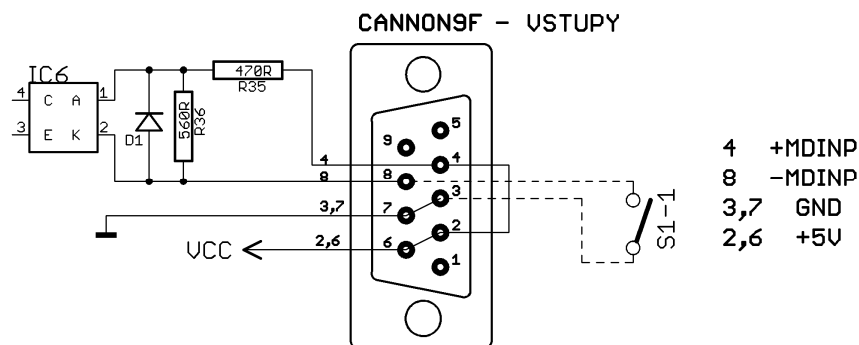 CANNON9F - VSTUPY
IC6
4 C A 1
3 E K 2
D1
560R
R36
470R
R35
4
8
3,7
2,6
VCC
9
8
7
6
5
4
3
2
1
S1-1
4 +MDINP
8 -MDINP
3,7 GND
2,6 +5V